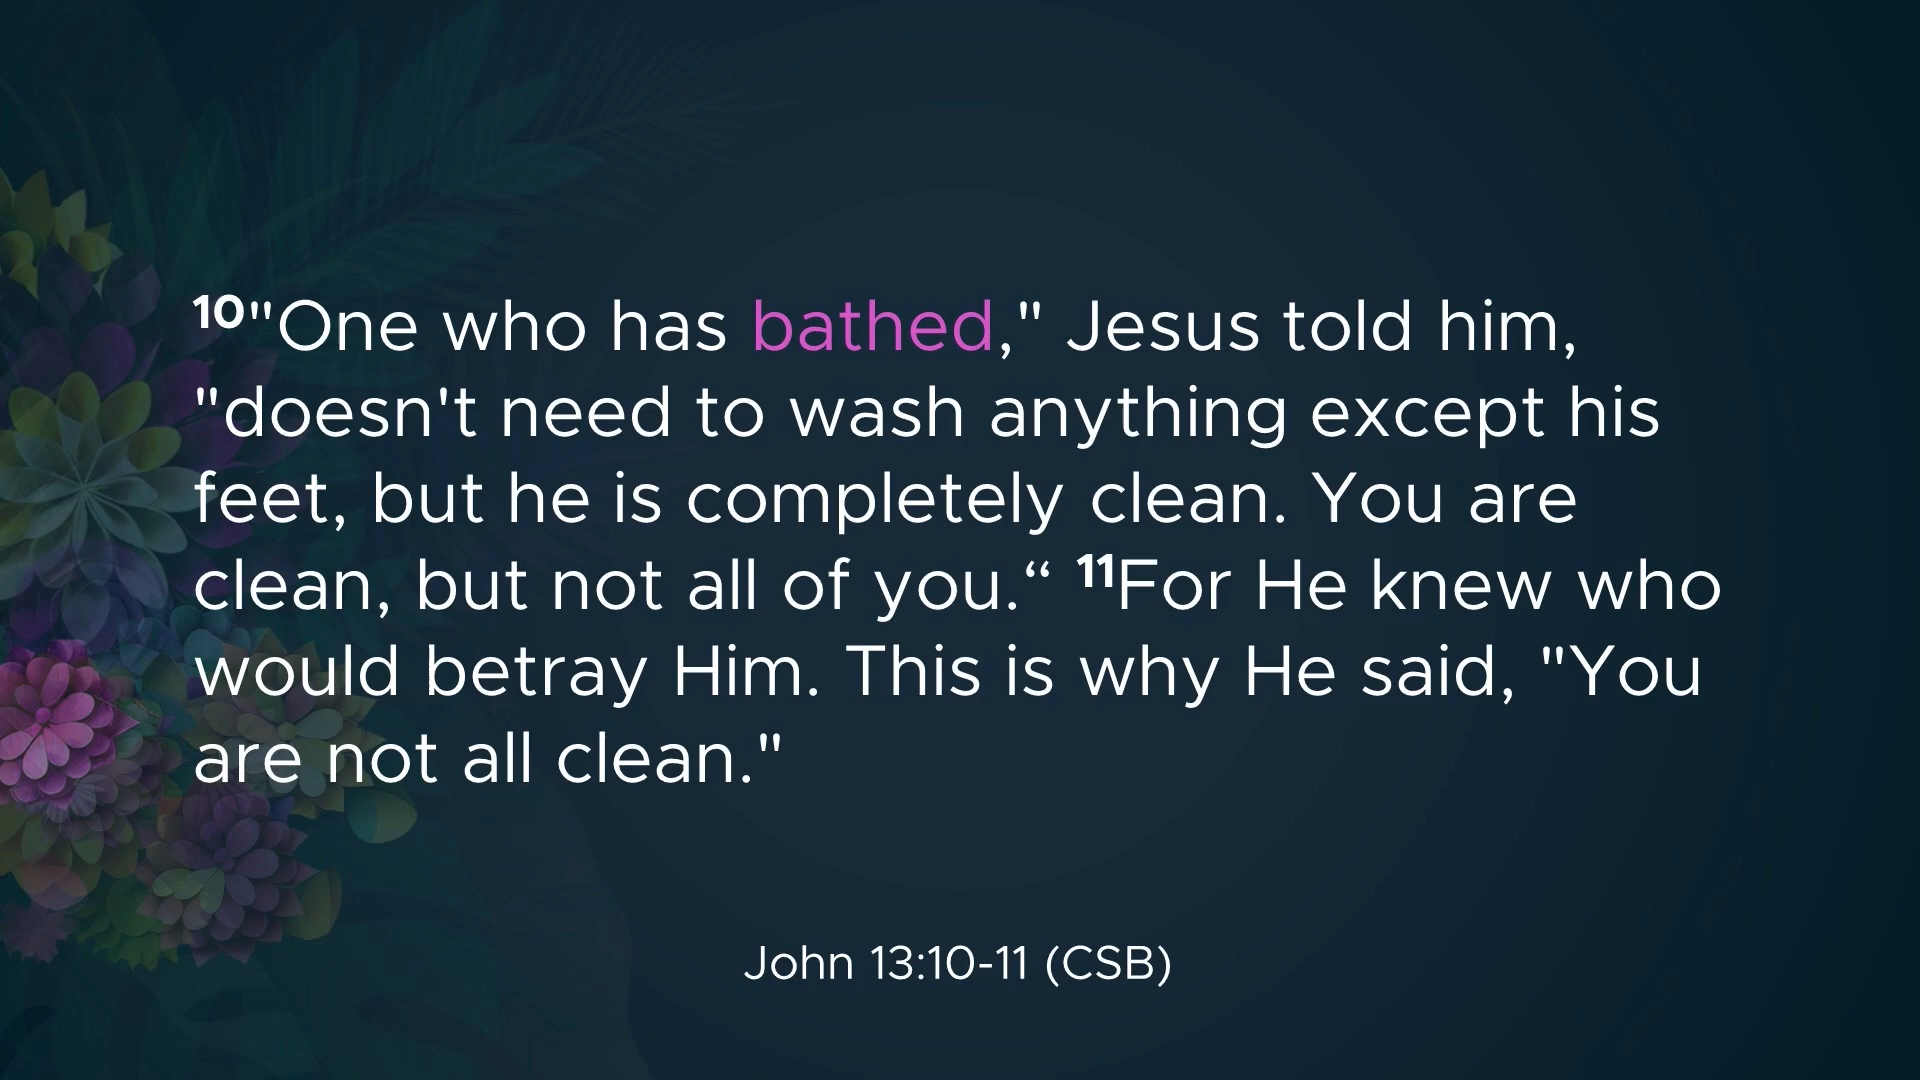 10"One who has bathed," Jesus told him,
"doesn't need to wash anything except his
feet, but he is completely clean. You are
clean, but not all of you.“ 11For He knew who
would betray Him. This is why He said, "You
are not all clean."
John 13:10-11 (CSB)